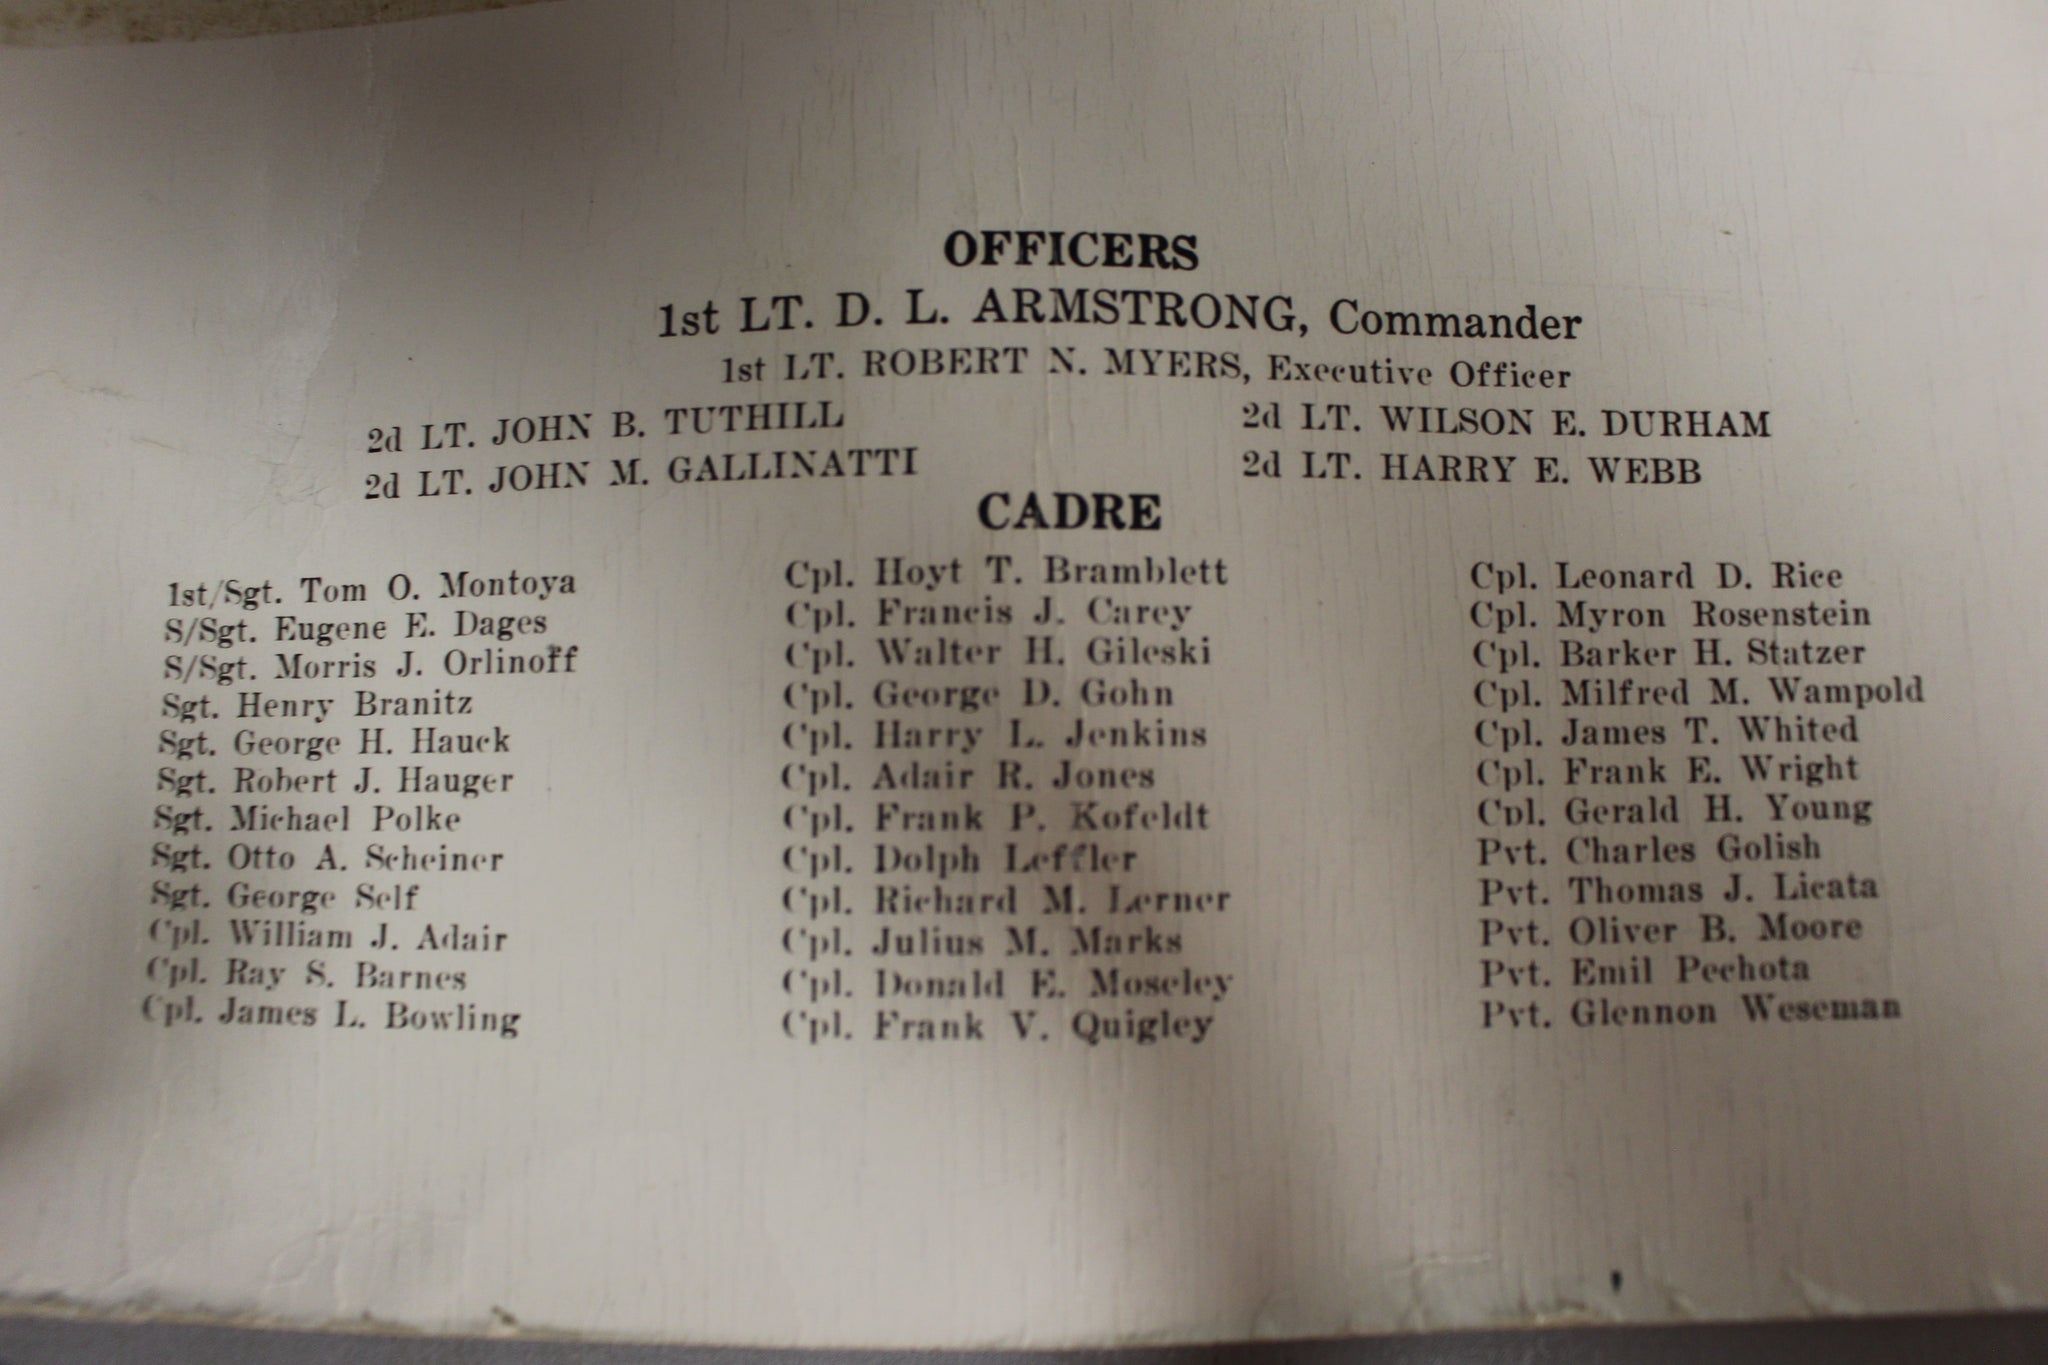 OFFICERS
1st LT. D. L. ARMSTRONG, Commander
1st LT. ROBERT N. MYERS, Executive Officer
2d LT. JOHN B. TUTHILL
2d LT. JOHN M. GALLINATTI
2d LT. WILSON E. DURHAM
2d LT. HARRY E. WEBB
CADRE
1st/Sgt. Tom O. Montoya
S/Sgt. Eugene E. Dages
S/Sgt. Morris J. Orlinoff
Sgt. Henry Branitz
Sgt. George H. Hauck
Sgt. Robert J. Hauger
Sgt. Michael Polke
Sgt. Otto A. Scheiner
Sgt. George Self
Cpl. William J. Adair
Cpl. Ray S. Barnes
Cpl. James L. Bowling
Cpl. Hoyt T. Bramblett
Cpl. Francis J. Carey
Cpl. Walter H. Gileski
Cpl. George D. Gohn
Cpl. Harry L. Jenkins
Cpl. Adair R. Jones
Cpl. Frank P. Kofeldt
Cpl. Dolph Leffler
Cpl. Richard M. Lerner
Cpl. Julius M. Marks
Cpl. Donald E. Moseley
Cpl. Frank V. Quigley
Cpl. Leonard D. Rice
Cpl. Myron Rosenstein
Cpl. Barker H. Statzer
Cpl. Milfred M. Wampold
Cpl. James T. Whited
Cpl. Frank E. Wright
Cpl. Gerald H. Young
Pvt. Charles Golish
Pvt. Thomas J. Licata
Pvt. Oliver B. Moore
Pvt. Emil Pechota
Pvt. Glennon Weseman